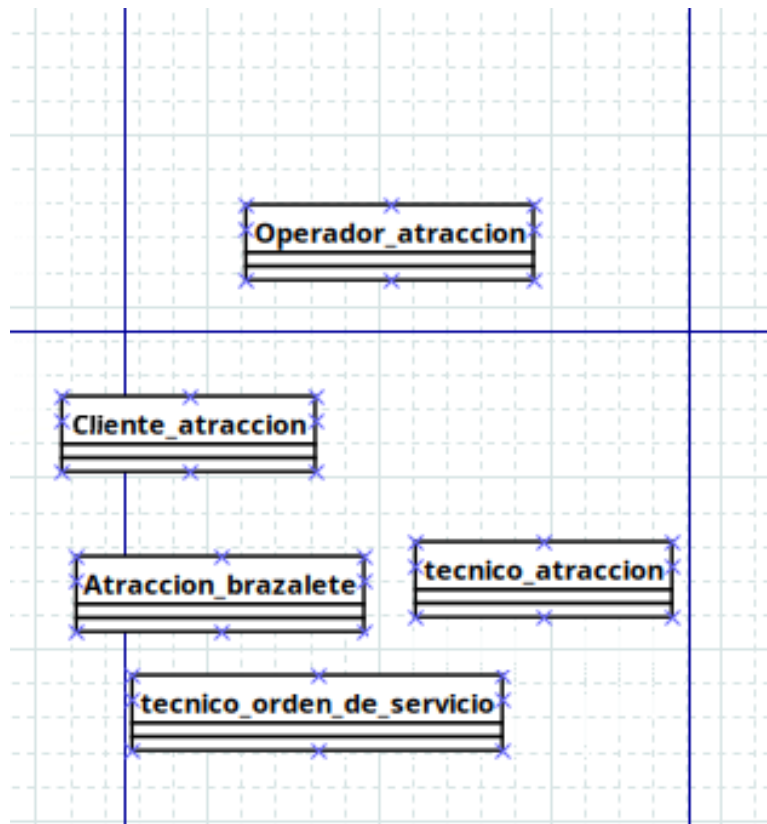 Operador_atraccion
Cliente_atraccion
tecnico_atraccion
Atraccion_brazalete
tecnico_orden_de_servicio